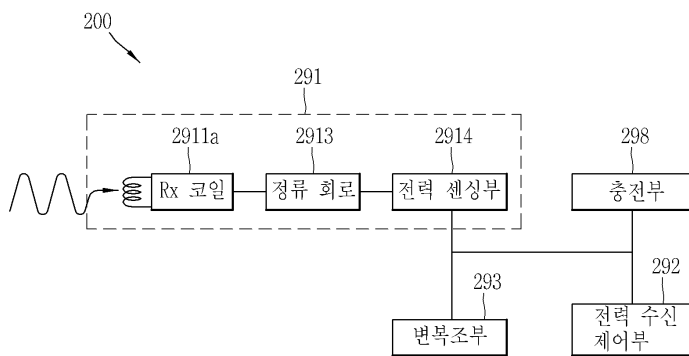 200
291
2911a
2913
2914
298
Rx 코일
정류 회로
전력 센싱부
충전부
293
292
변복조부
전력 수신
제어부